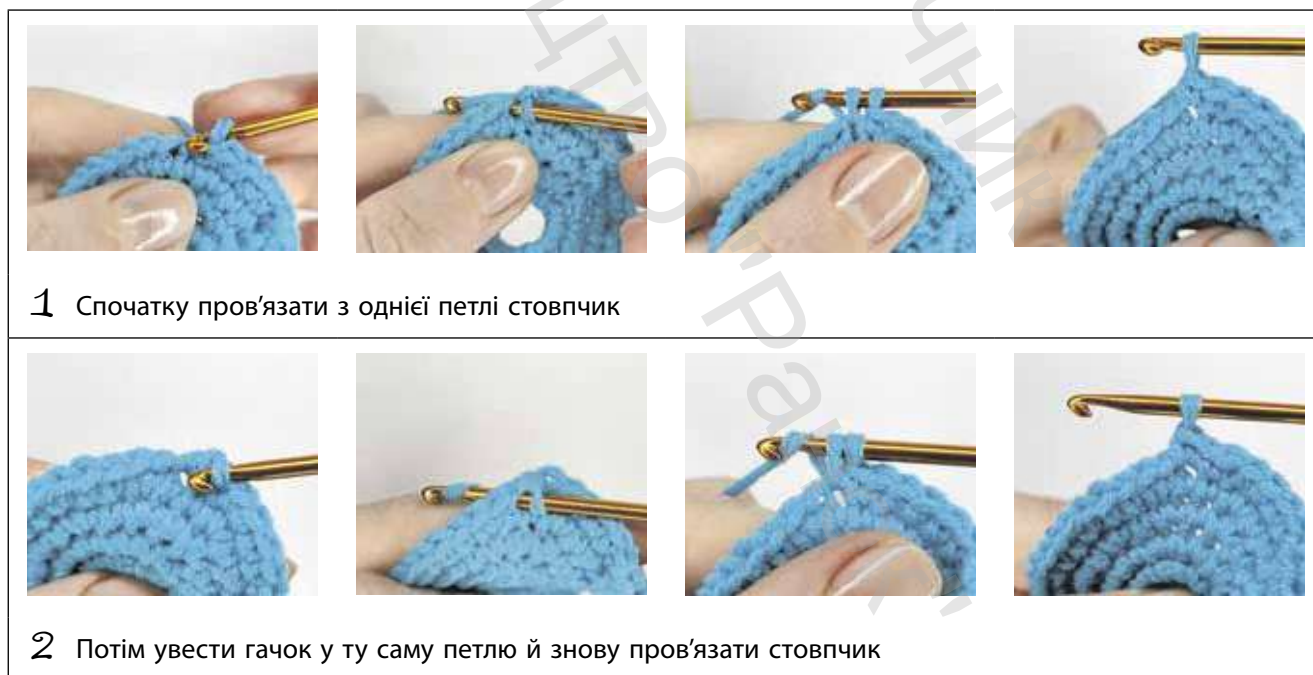 1 Спочатку пров'язати з однієї петлі стовпчик
2 Потім увести гачок у ту саму петлю й знову пров'язати стовпчик